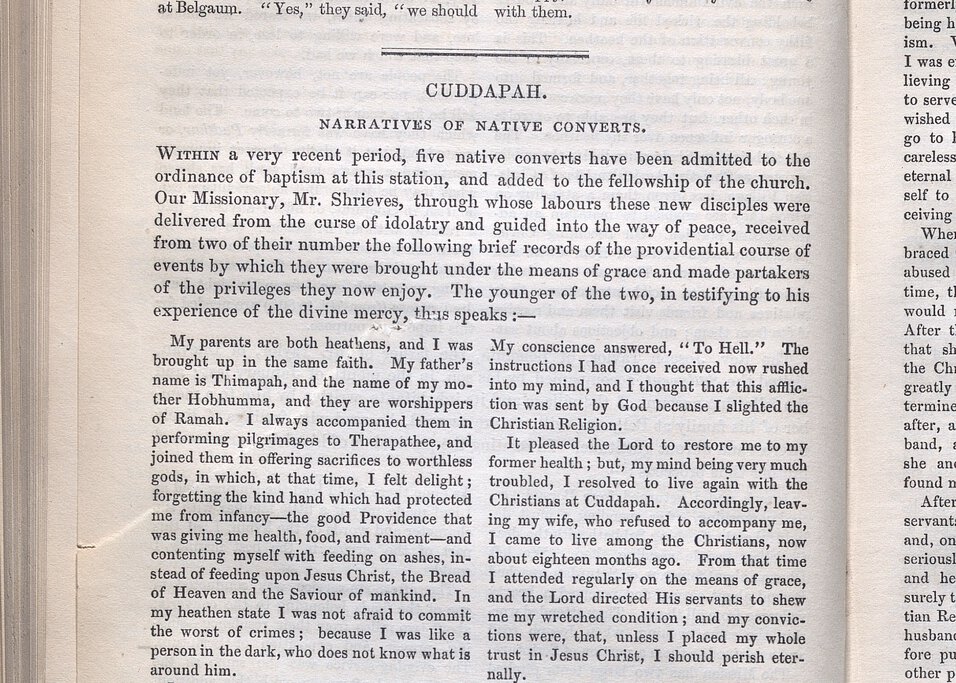 at Belgaum. "Yes," they said, "we should
with them.
CUDDAPAH.
NARRATIVES OF NATIVE CONVERTS.
WITHIN a very recent period, five native converts have been admitted to the
ordinance of baptism at this station, and added to the fellowship of the church.
Our Missionary, Mr. Shrieves, through whose labours these new disciples were
delivered from the curse of idolatry and guided into the way of peace, received
from two of their number the following brief records of the providential course of
events by which they were brought under the means of grace and made partakers
of the privileges they now enjoy. The younger of the two, in testifying to his
experience of the divine mercy, thus speaks :—
My parents are both heathens, and I was
brought up in the same faith. My father's
name is Thimapah, and the name of my mo-
ther Hobhumma, and they are worshippers
of Ramah. I always accompanied them in
performing pilgrimages to Therapathee, and
joined them in offering sacrifices to worthless
gods, in which, at that time, I felt delight;
forgetting the kind hand which had protected
me from infancy—the good Providence that
was giving me health, food, and raiment—and
contenting myself with feeding on ashes, in-
stead of feeding upon Jesus Christ, the Bread
of Heaven and the Saviour of mankind. In
my heathen state I was not afraid to commit
the worst of crimes; because I was like a
person in the dark, who does not know what is
around him.
My conscience answered, "To Hell." The
instructions I had once received now rushed
into my mind, and I thought that this afflic-
tion was sent by God because I slighted the
Christian Religion.
It pleased the Lord to restore me to my
former health; but, my mind being very much
troubled, I resolved to live again with the
Christians at Cuddapah. Accordingly, leav-
ing my wife, who refused to accompany me,
I came to live among the Christians, now
about eighteen months ago. From that time
I attended regularly on the means of grace,
and the Lord directed His servants to shew
me my wretched condition; and my convic-
tions were, that, unless I placed my whole
trust in Jesus Christ, I should perish eter-
nally.
formerl
being h
ism.
I was e
lieving
to serve
wished
go to
careless
eternal
self to
ceiving
When
braced
abused
time, th
would
After t
that sh
the Chr
greatly
termine
after, a
band,
she and
found
After
servants
and, on
seriousl
and he
surely t
tian Re
husband
fore pu
other p